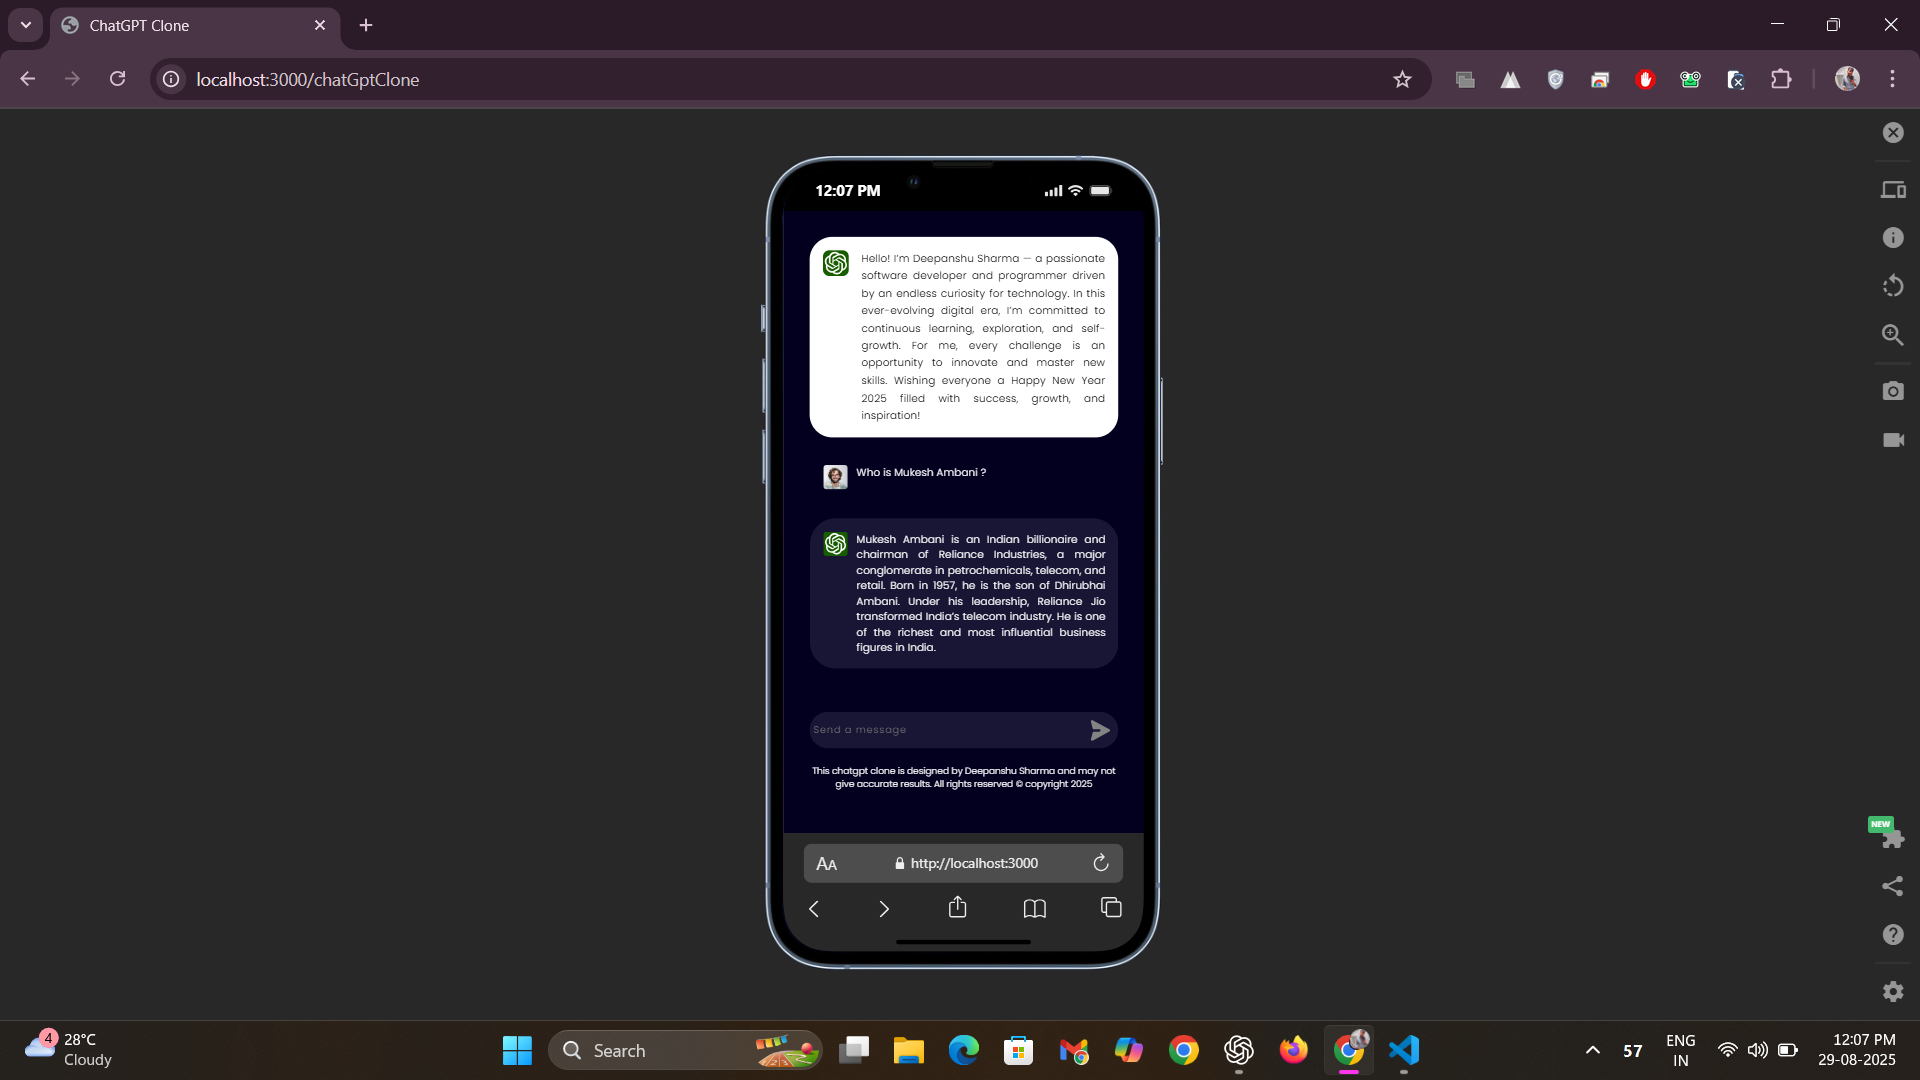 ChatGPT Clone
localhost:3000/chatGptClone
12:07 PM
Hello! I'm Deepanshu Sharma — a passionate
software developer and programmer driven
by an endless curiosity for technology. In this
ever-evolving digital era, I'm committed to
continuous learning, exploration, and self-
growth. For me, every challenge is an
opportunity to innovate and master new
skills. Wishing everyone a Happy New Year
2025 filled with success, growth, and
inspiration!
Who is Mukesh Ambani ?
Mukesh Ambani is an Indian billionaire and
chairman of Reliance Industries, a major
conglomerate in petrochemicals, telecom, and
retail. Born in 1957, he is the son of Dhirubhai
Ambani. Under his leadership, Reliance Jio
transformed India's telecom industry. He is one
of the richest and most influential business
figures in India.
Send a message
This chatgpt clone is designed by Deepanshu Sharma and may not
give accurate results. All rights reserved © copyright 2025
AA
http://localhost:3000
NEW
4
28°C
Cloudy
Search
57
ENG
IN
12:07 PM
29-08-2025